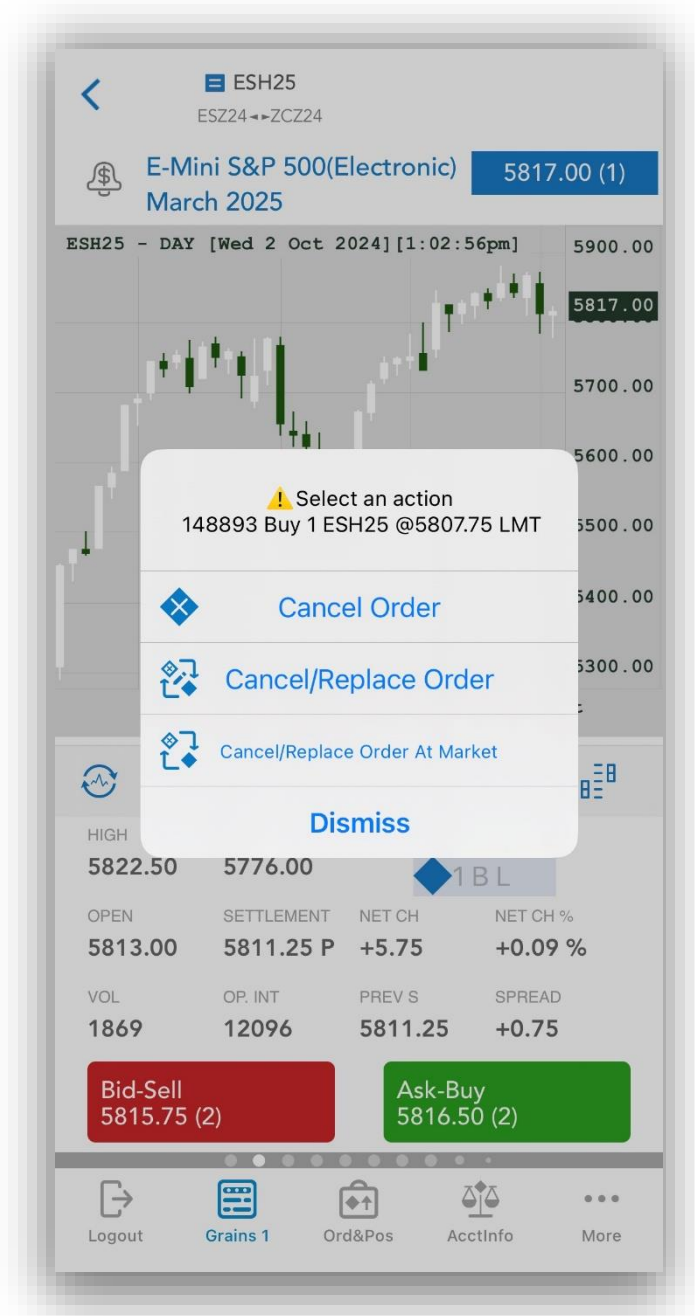 ESH25
ESZ24◄►ZCZ24
E-Mini S&P 500(Electronic)
March 2025
5817.00 (1)
ESH25 - DAY [Wed 2 Oct 2024][1:02:56pm]
5900.00
5817.00
5700.00
5600.00
5500.00
5400.00
5300.00
⚠️Select an action
148893 Buy 1 ESH25 @5807.75 LMT
Cancel Order
Cancel/Replace Order
Cancel/Replace Order At Market
Dismiss
HIGH
5822.50 5776.00
1 B L
OPEN SETTLEMENT NET CH NET CH %
5813.00 5811.25 P +5.75 +0.09 %
VOL OP. INT PREV S SPREAD
1869 12096 5811.25 +0.75
Bid-Sell
5815.75 (2)
Ask-Buy
5816.50 (2)
Logout Grains 1 Ord&Pos AcctInfo More